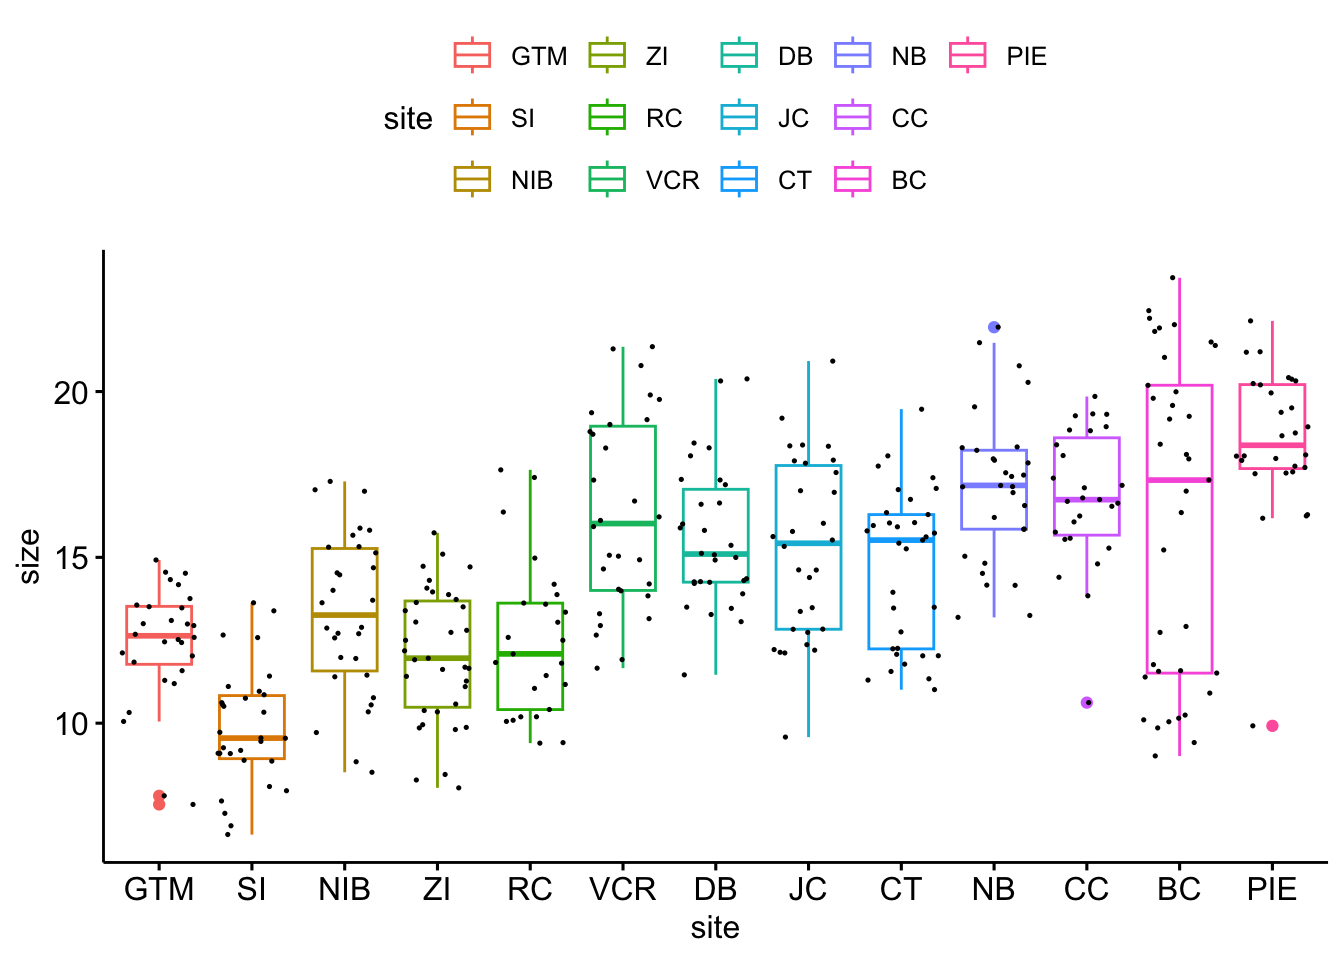 GTM ZI DB NB PIE
site SI RC JC CC
NIB VCR CT BC
20
15
10
size
GTM SI NIB ZI RC VCR DB JC CT NB CC BC PIE
site